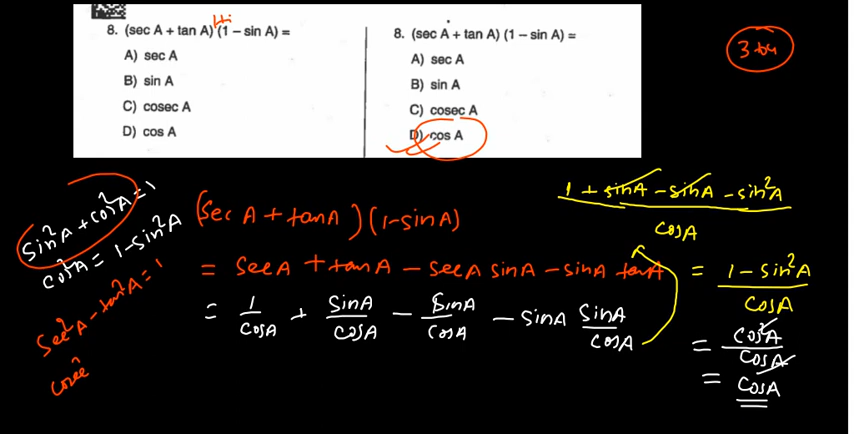 8. (sec A + tan A) (1 – sin A) =
A) sec A
B) sin A
C) cosec A
D) cos A
8. (sec A + tan A) (1 – sin A) =
A) sec A
B) sin A
C) cosec A
D) cos A
sin²A + cos²A = 1
cos²A = 1 - sin²A
sec²A - tan²A = 1
(sec A + tan A) (1 - sin A)
= sec A + tan A - sec A sin A - sin A tan A
= 1/cos A + sin A/cos A - sin A/cos A - sin A sin A/cos A
1 + sin A - sin A - sin²A
cos A
= 1 - sin²A
cos A
= cos²A
cos A
= cos A